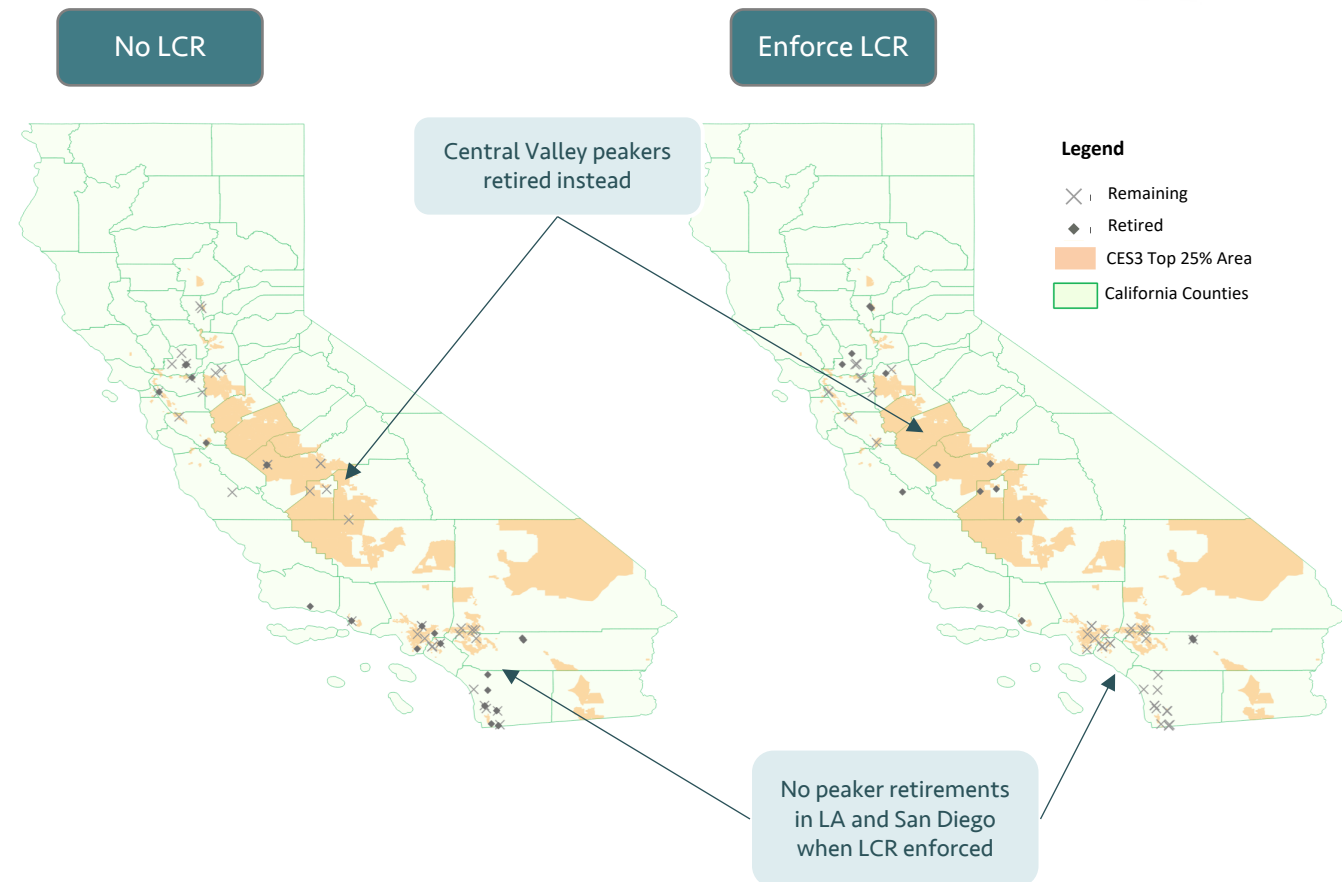 No LCR
Enforce LCR
Central Valley peakers
retired instead
Legend
Remaining
Retired
CES3 Top 25% Area
California Counties
No peaker retirements
in LA and San Diego
when LCR enforced